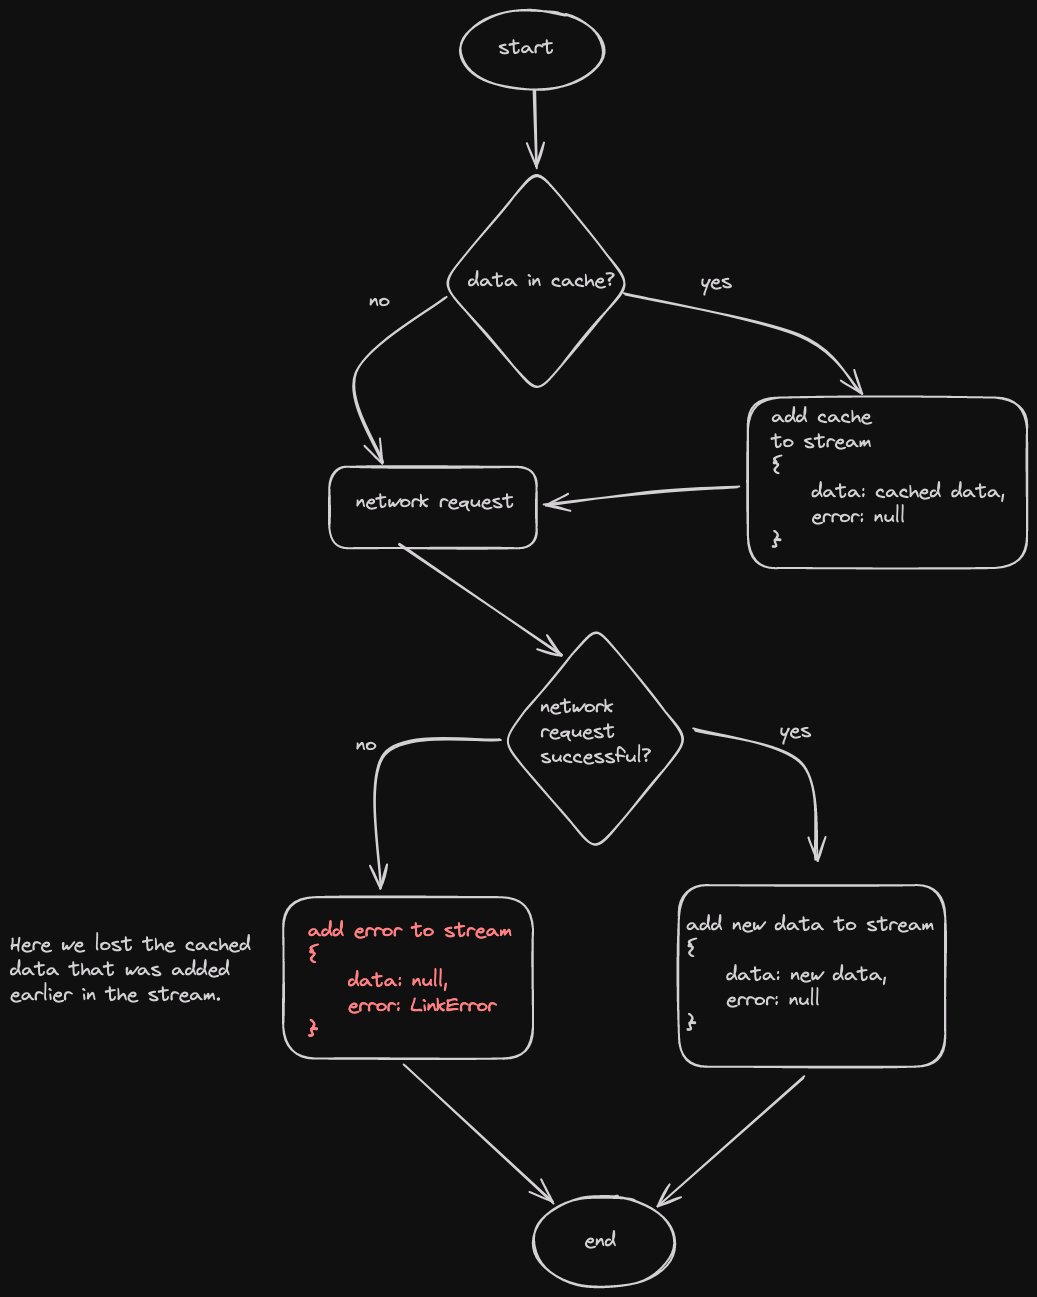 start
data in cache?
no
yes
add cache
to stream
{
data: cached data,
error: null
}
network request
network
request
successful?
no
yes
Here we lost the cached
data that was added
earlier in the stream.
add error to stream
{
data: null,
error: LinkError
}
add new data to stream
{
data: new data,
error: null
}
end